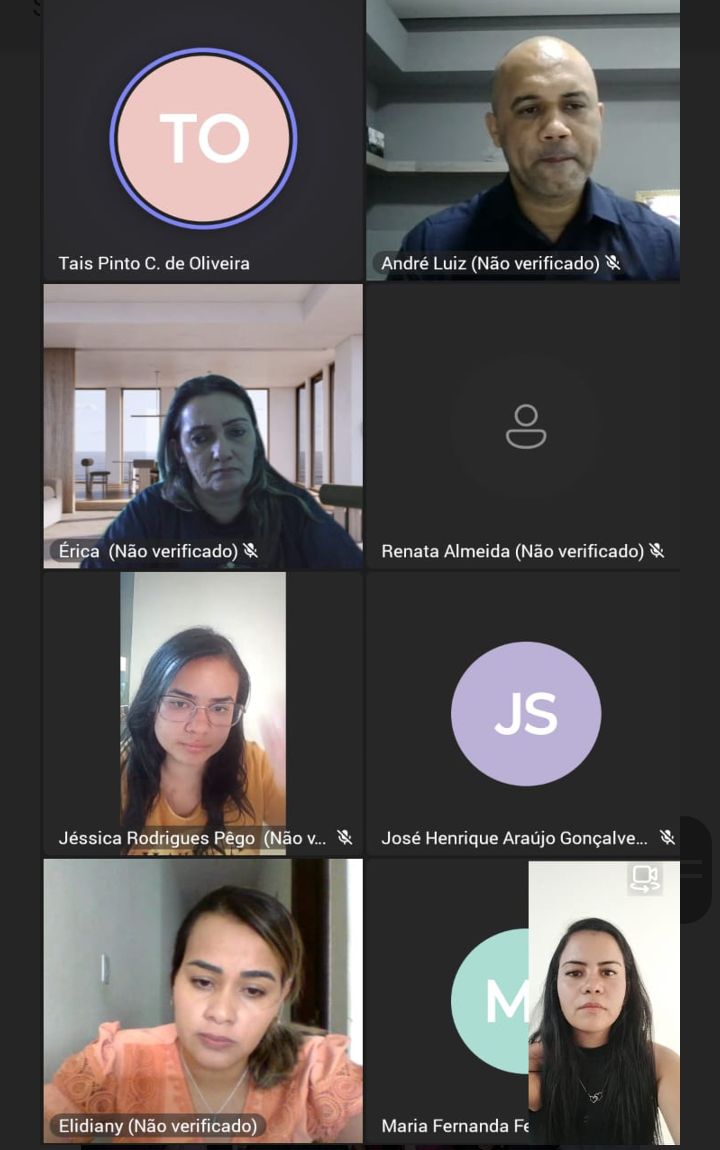 TO
Tais Pinto C. de Oliveira
André Luiz (Não verificado)
Érica (Não verificado)
Renata Almeida (Não verificado)
Jéssica Rodrigues Pêgo (Não v...
JS
José Henrique Araújo Gonçalve...
Elidiany (Não verificado)
M
Maria Fernanda Fe